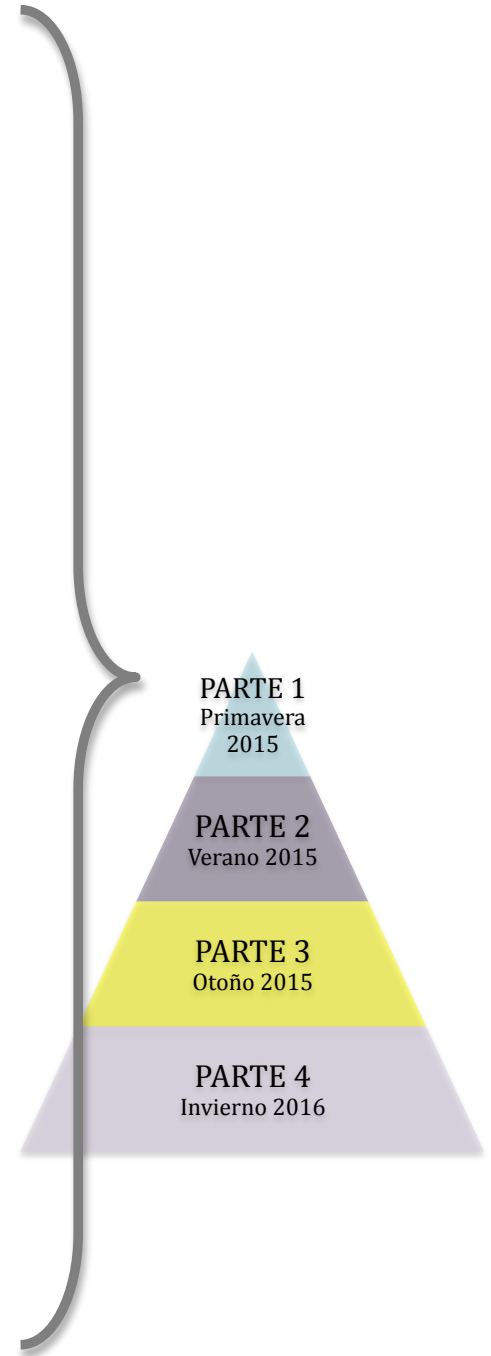 PARTE 1
Primavera
2015
PARTE 2
Verano 2015
PARTE 3
Otoño 2015
PARTE 4
Invierno 2016